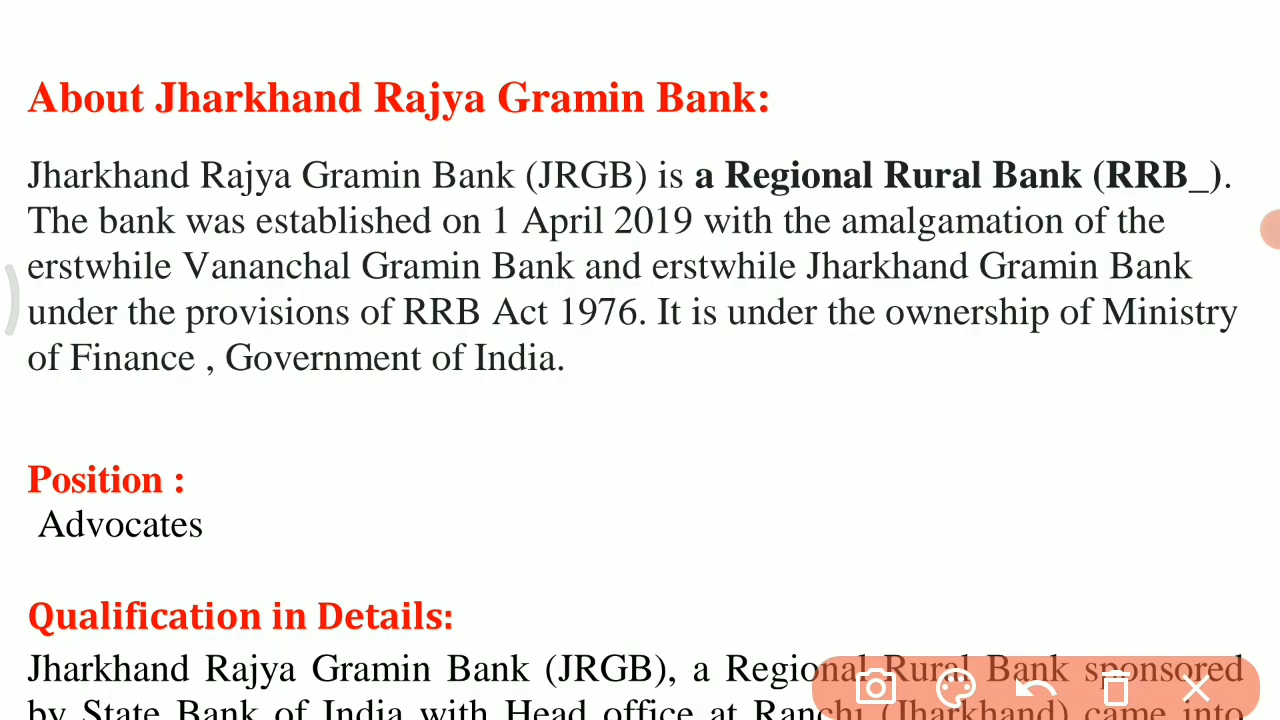 About Jharkhand Rajya Gramin Bank:
Jharkhand Rajya Gramin Bank (JRGB) is a Regional Rural Bank (RRB_).
The bank was established on 1 April 2019 with the amalgamation of the
erstwhile Vananchal Gramin Bank and erstwhile Jharkhand Gramin Bank
under the provisions of RRB Act 1976. It is under the ownership of Ministry
of Finance , Government of India.
Position :
Advocates
Qualification in Details:
Jharkhand Rajya Gramin Bank (JRGB), a Regional Rural Bank sponsored
by State Bank of India with Head office at Ranchi (Jharkhand) came into